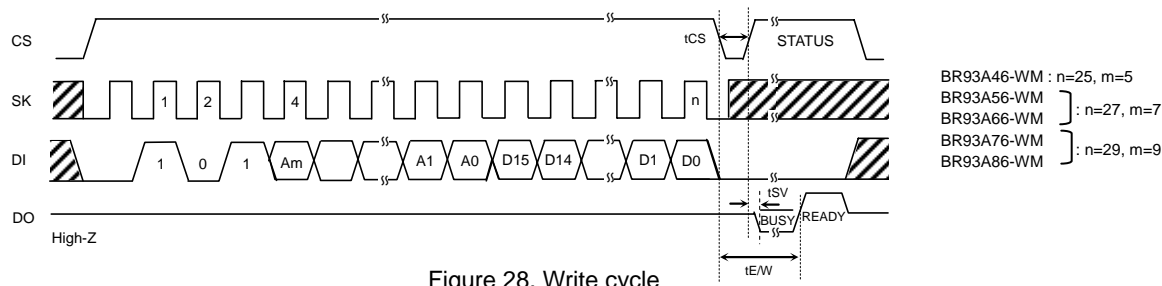 CS
tCS
STATUS
SK
1 2 4 n
DI
1 0 1 Am A1 A0 D15 D14 D1 D0
tSV
DO
BUSY READY
High-Z
tE/W
Figure 28. Write cycle
BR93A46-WM : n=25, m=5
BR93A56-WM
BR93A66-WM
: n=27, m=7
BR93A76-WM
BR93A86-WM
: n=29, m=9